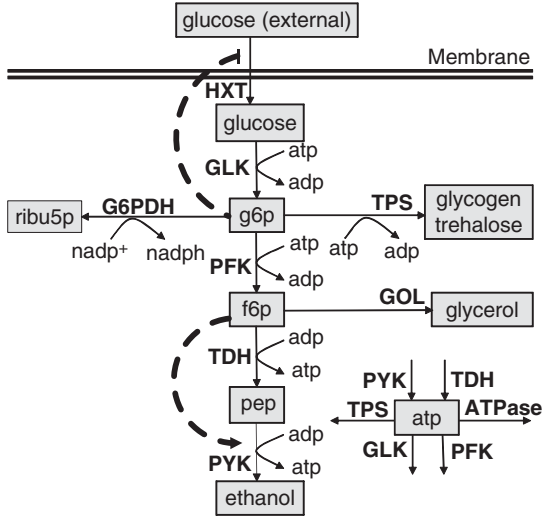 glucose (external)
Membrane
HXT
glucose
GLK
atp
adp
ribu5p
G6PDH
nadp+
nadph
g6p
TPS
atp
adp
glycogen
trehalose
PFK
atp
adp
f6p
GOL
glycerol
TDH
adp
atp
pep
PYK
adp
atp
ethanol
PYK
TDH
TPS
atp
ATPase
GLK
PFK